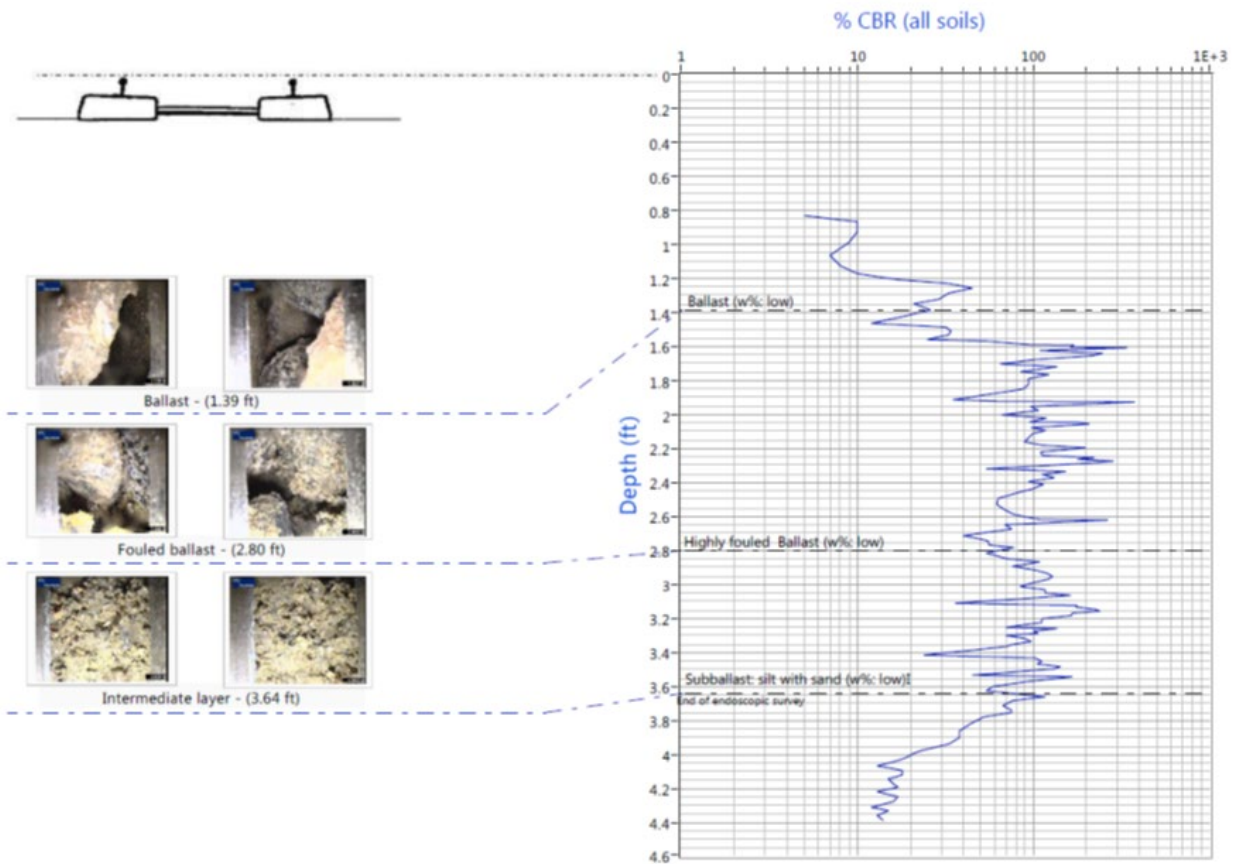 % CBR (all soils)
1
10
100
1E+3
0
0.2
0.4
0.6
0.8
1
1.2
Ballast (w%: low)
1.4
1.6
Ballast - (1.39 ft)
1.8
2
2.2
Depth (ft)
2.4
2.6
Fouled ballast - (2.80 ft)
Highly fouled Ballast (w%: low)
2.8
3
3.2
3.4
Intermediate layer - (3.64 ft)
Subballast: silt with sand (w%: low)
3.6
End of endoscopic survey
3.8
4
4.2
4.4
4.6